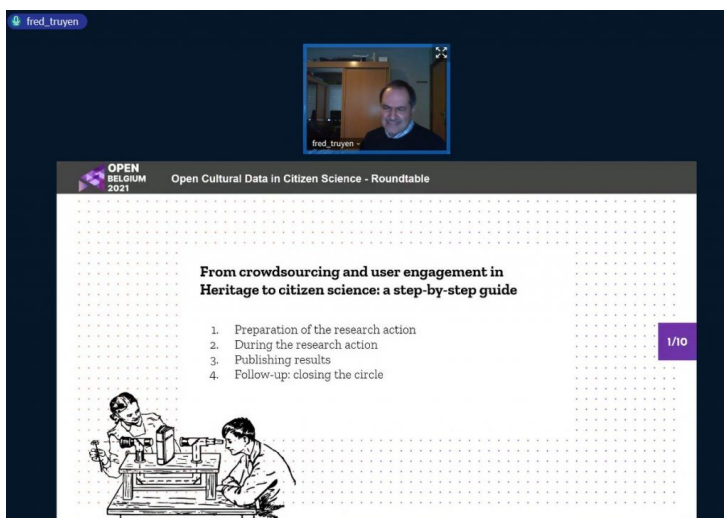 fred_truyen
fred_truyen -
OPEN
BELGIUM
2021
Open Cultural Data in Citizen Science - Roundtable
From crowdsourcing and user engagement in
Heritage to citizen science: a step-by-step guide
1. Preparation of the research action
2. During the research action
3. Publishing results
4. Follow-up: closing the circle
1/10